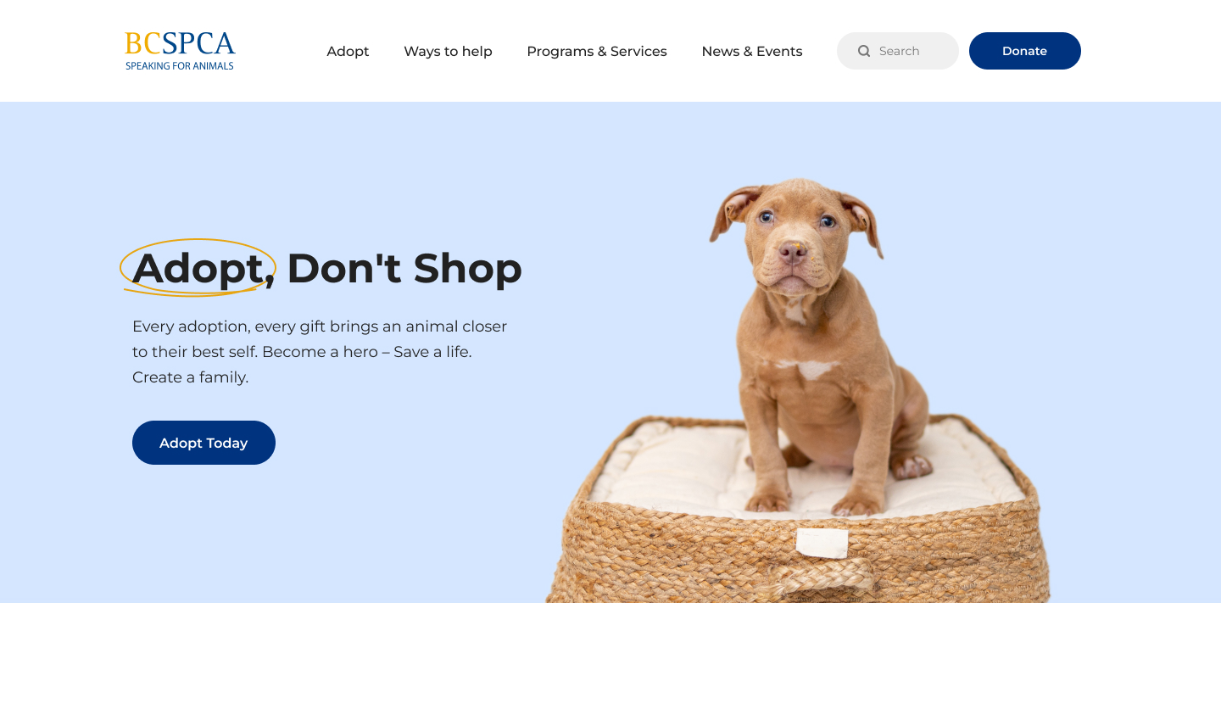 BCSPCA
SPEAKING FOR ANIMALS
Adopt
Ways to help
Programs & Services
News & Events
Search
Donate
Adopt, Don't Shop
Every adoption, every gift brings an animal closer
to their best self. Become a hero – Save a life.
Create a family.
Adopt Today